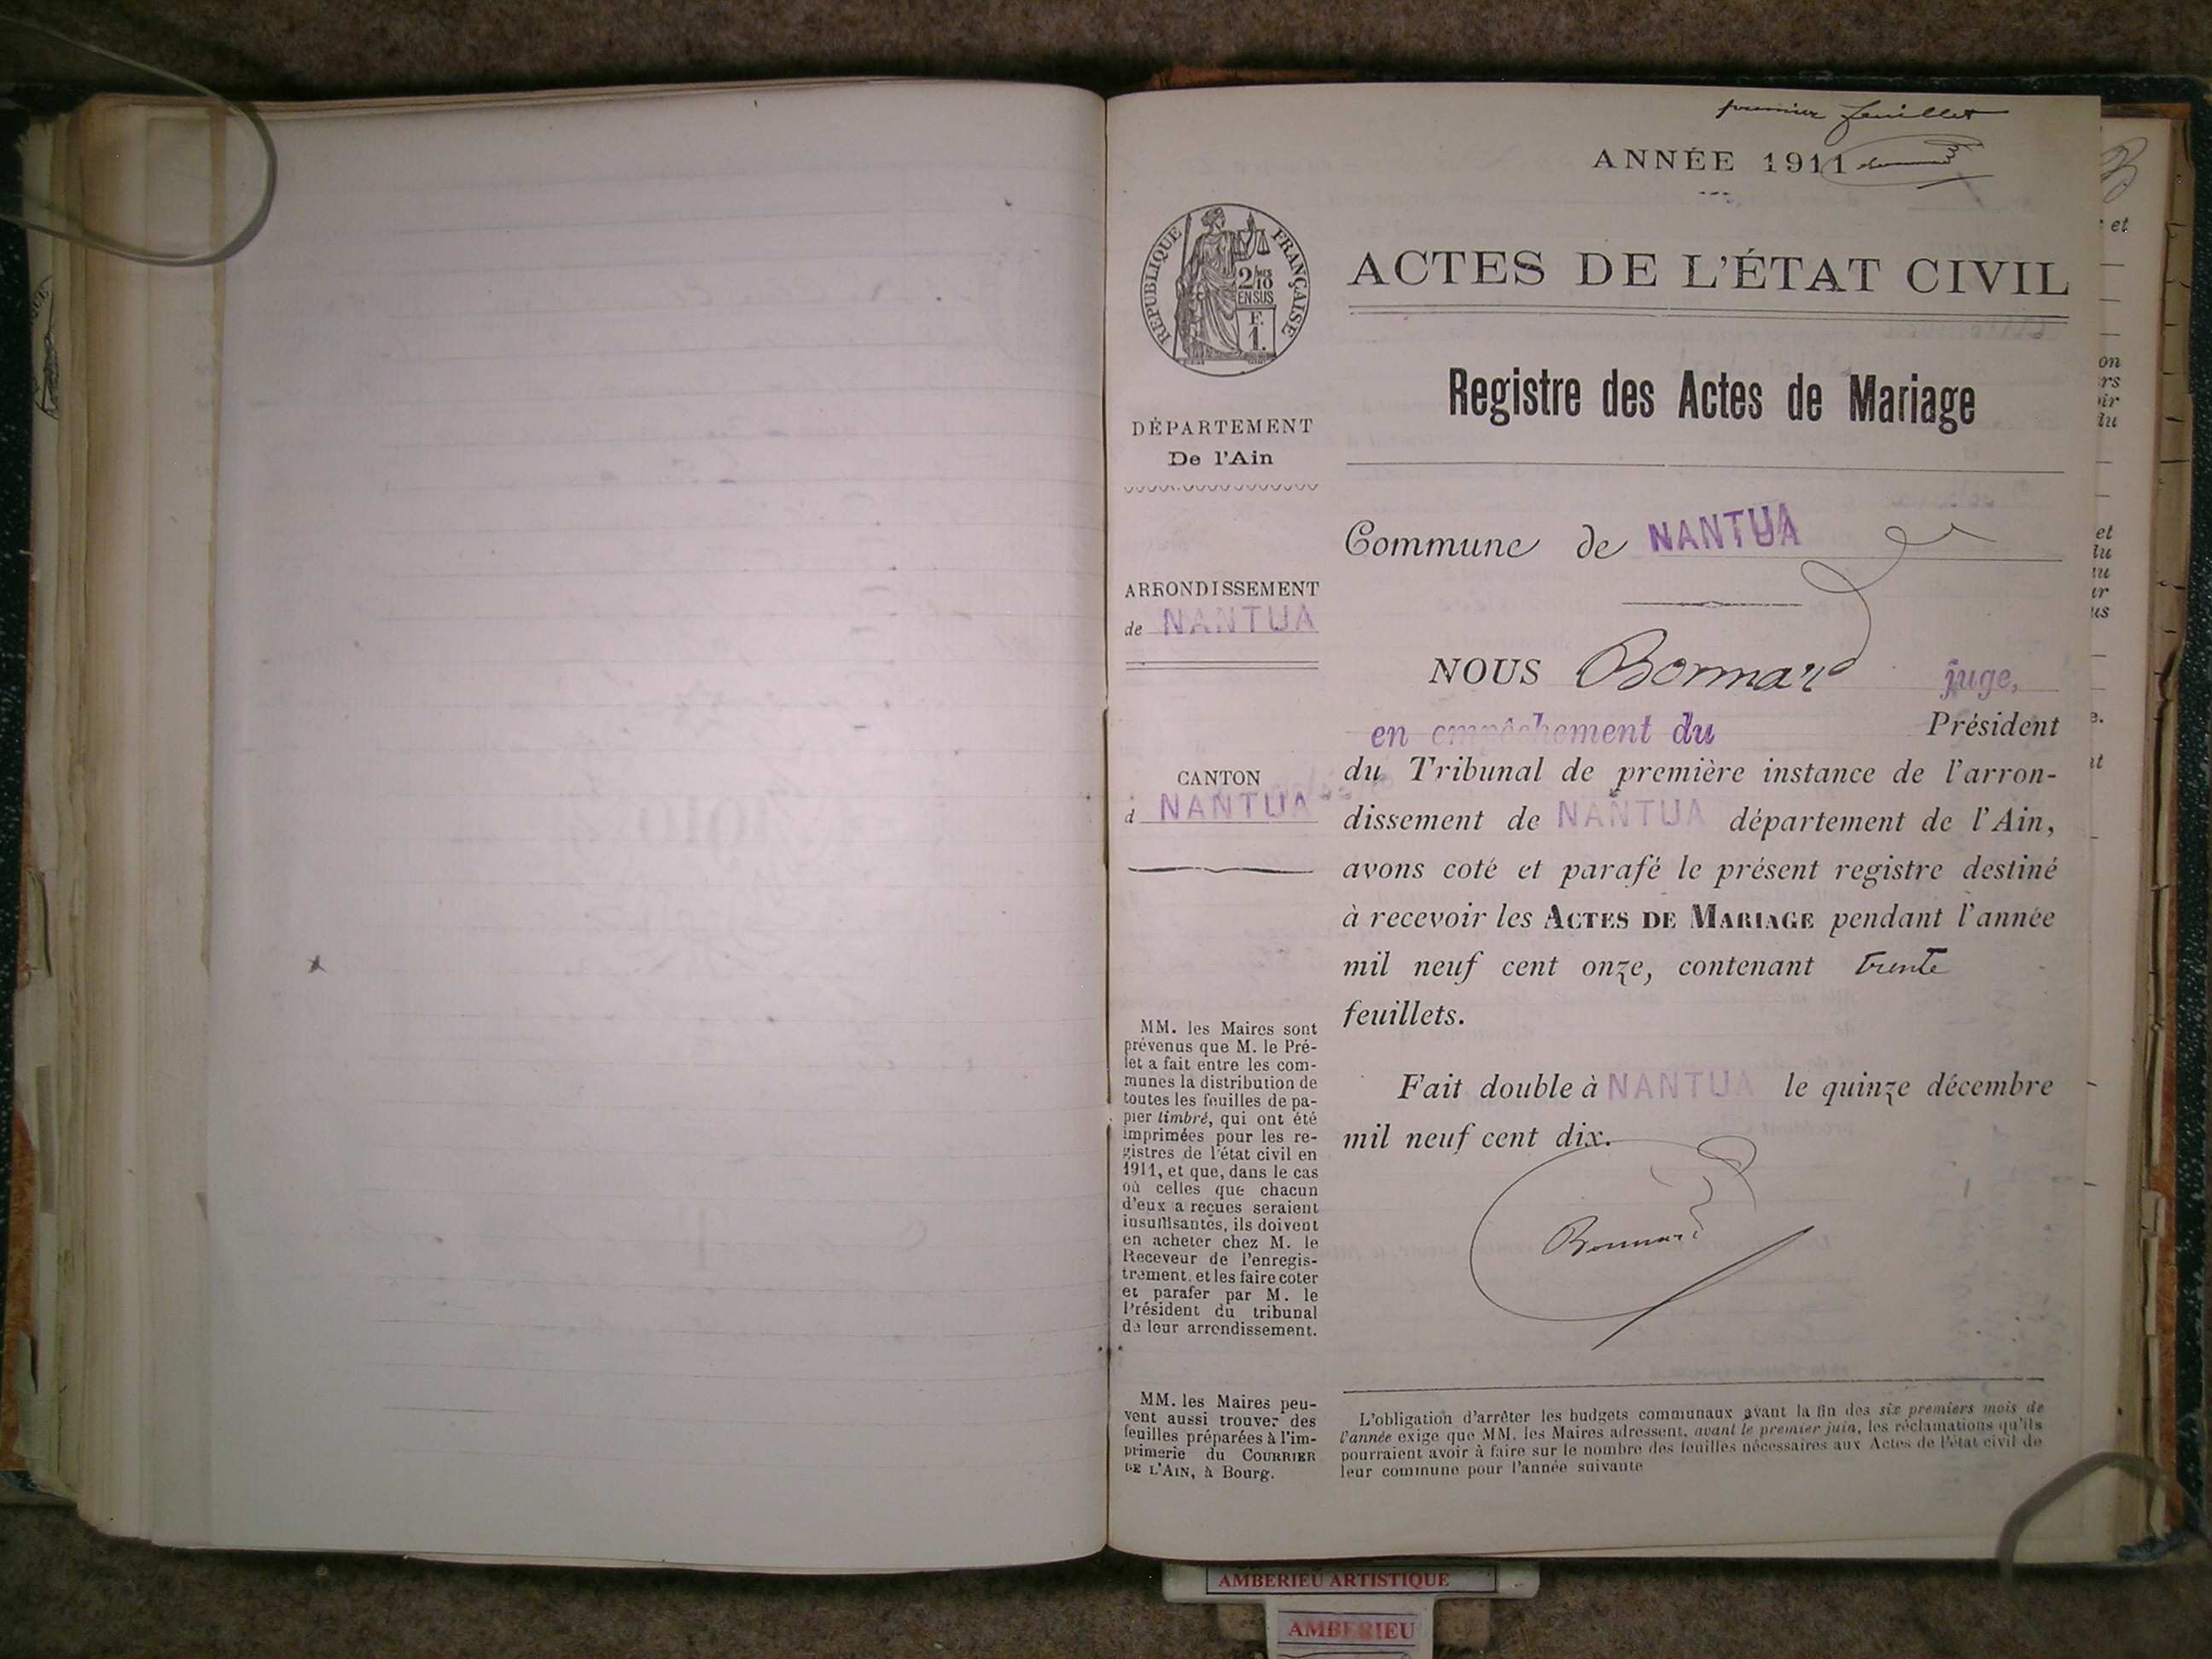 premier feuillet
ANNÉE 1911
RÉPUBLIQUE FRANÇAISE
2/10
EN SUS
F.
1.
ACTES DE L'ÉTAT CIVIL
Registre des Actes de Mariage
DÉPARTEMENT
De l'Ain
ARRONDISSEMENT
de NANTUA
CANTON
d NANTUA
MM. les Maires sont
prévenus que M. le Pré-
fet a fait entre les com-
munes la distribution de
toutes les feuilles de pa-
pier timbré, qui ont été
imprimées pour les re-
gistres de l'état civil en
1911, et que, dans le cas
où celles que chacun
d'eux a reçues seraient
insuffisantes, ils doivent
en acheter chez M. le
Receveur de l'enregis-
trement, et les faire coter
et parafer par M. le
Président du tribunal
de leur arrondissement.
MM. les Maires peu-
vent aussi trouver des
feuilles préparées à l'im-
primerie du COURRIER
DE L'AIN, à Bourg.
Commune de NANTUA
NOUS Bonnard juge,
en empêchement du Président
du Tribunal de première instance de l'arron-
dissement de NANTUA département de l'Ain,
avons coté et parafé le présent registre destiné
à recevoir les ACTES DE MARIAGE pendant l'année
mil neuf cent onze, contenant trente
feuillets.
Fait double à NANTUA le quinze décembre
mil neuf cent dix.
Bonnard
L'obligation d'arrêter les budgets communaux avant la fin des six premiers mois de
l'année exige que MM. les Maires adressent, avant le premier juin, les réclamations qu'ils
pourraient avoir à faire sur le nombre des feuilles nécessaires aux Actes de l'état civil de
leur commune pour l'année suivante
et
on
du
et
us
AMBERIEU ARTISTIQUE
AMBERIEU